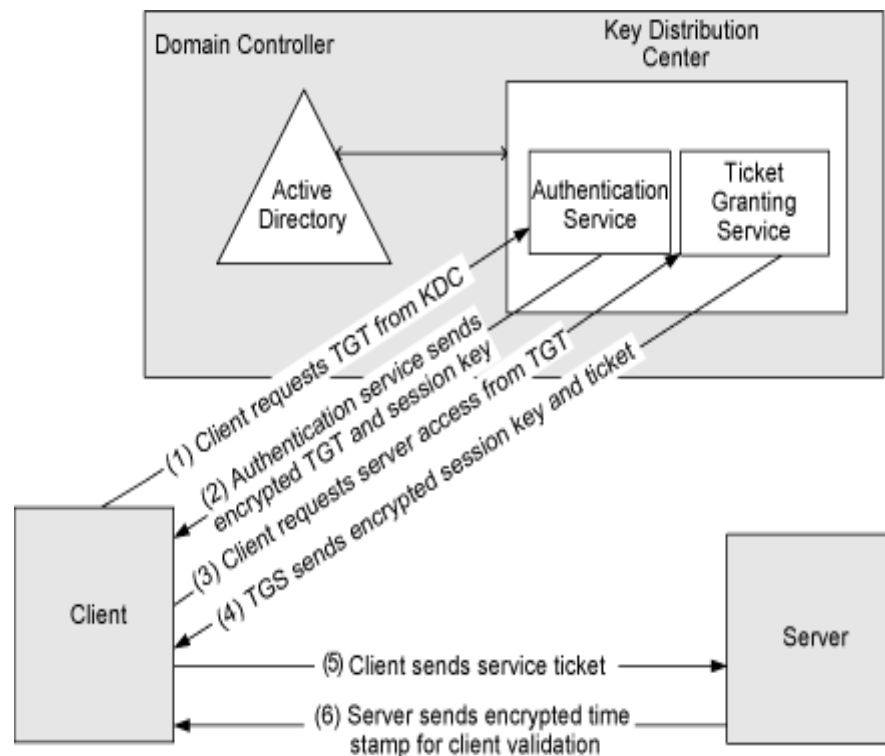 Domain Controller
Key Distribution
Center
Active
Directory
Authentication
Service
Ticket
Granting
Service
(1) Client requests TGT from KDC
(2) Authentication service sends
encrypted TGT and session key
(3) Client requests server access from TGT
(4) TGS sends encrypted session key and ticket
Client
Server
(5) Client sends service ticket
(6) Server sends encrypted time
stamp for client validation